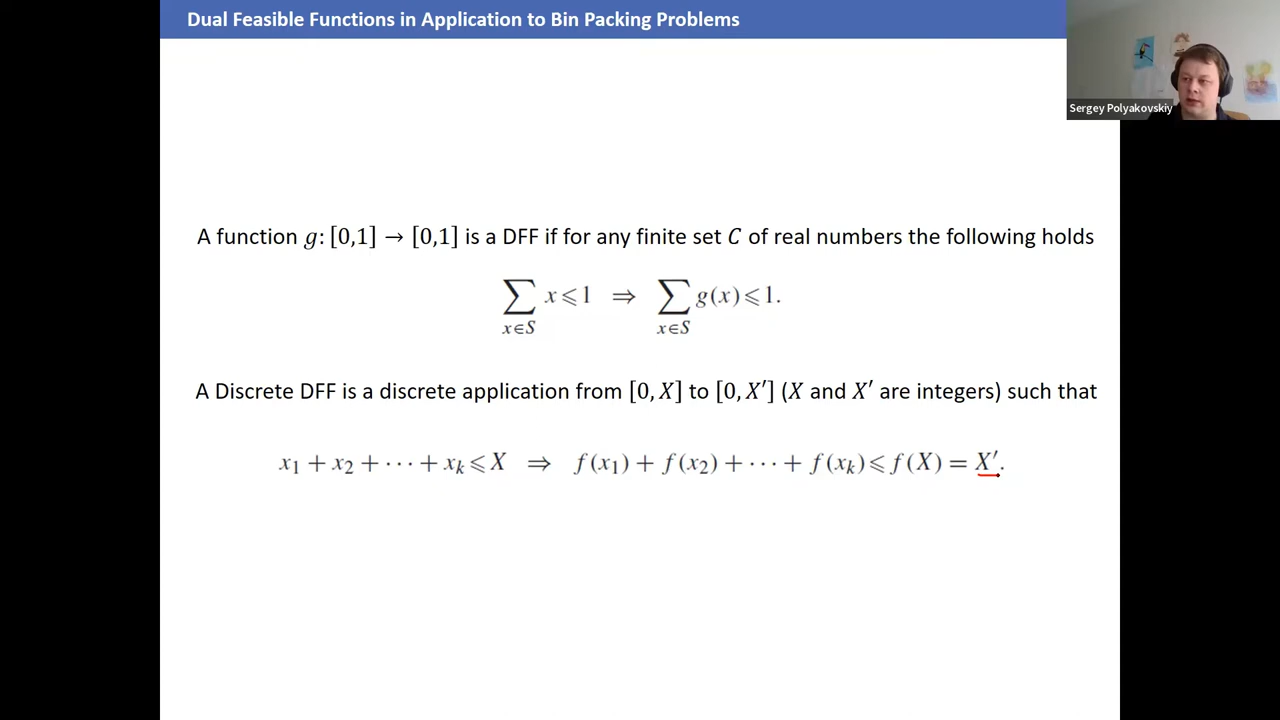 Dual Feasible Functions in Application to Bin Packing Problems
Sergey Polyakovskiy
A function g: [0,1] → [0,1] is a DFF if for any finite set C of real numbers the following holds
∑_{x∈S} x ⩽ 1 ⇒ ∑_{x∈S} g(x) ⩽ 1.
A Discrete DFF is a discrete application from [0, X] to [0, X′] (X and X′ are integers) such that
x₁ + x₂ + ··· + xₖ ⩽ X ⇒ f(x₁) + f(x₂) + ··· + f(xₖ) ⩽ f(X) = X′.